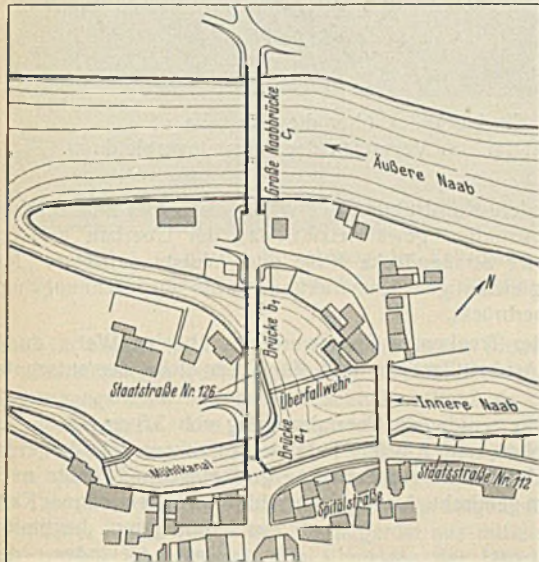 Große Naabbrücke
C₁
Äußere Naab
N
Brücke b₁
Staatstraße Nr. 126
Überfallwehr
Innere Naab
Brücke
a₁
Mühlkanal
Staatsstraße Nr. 112
Spitalstraße